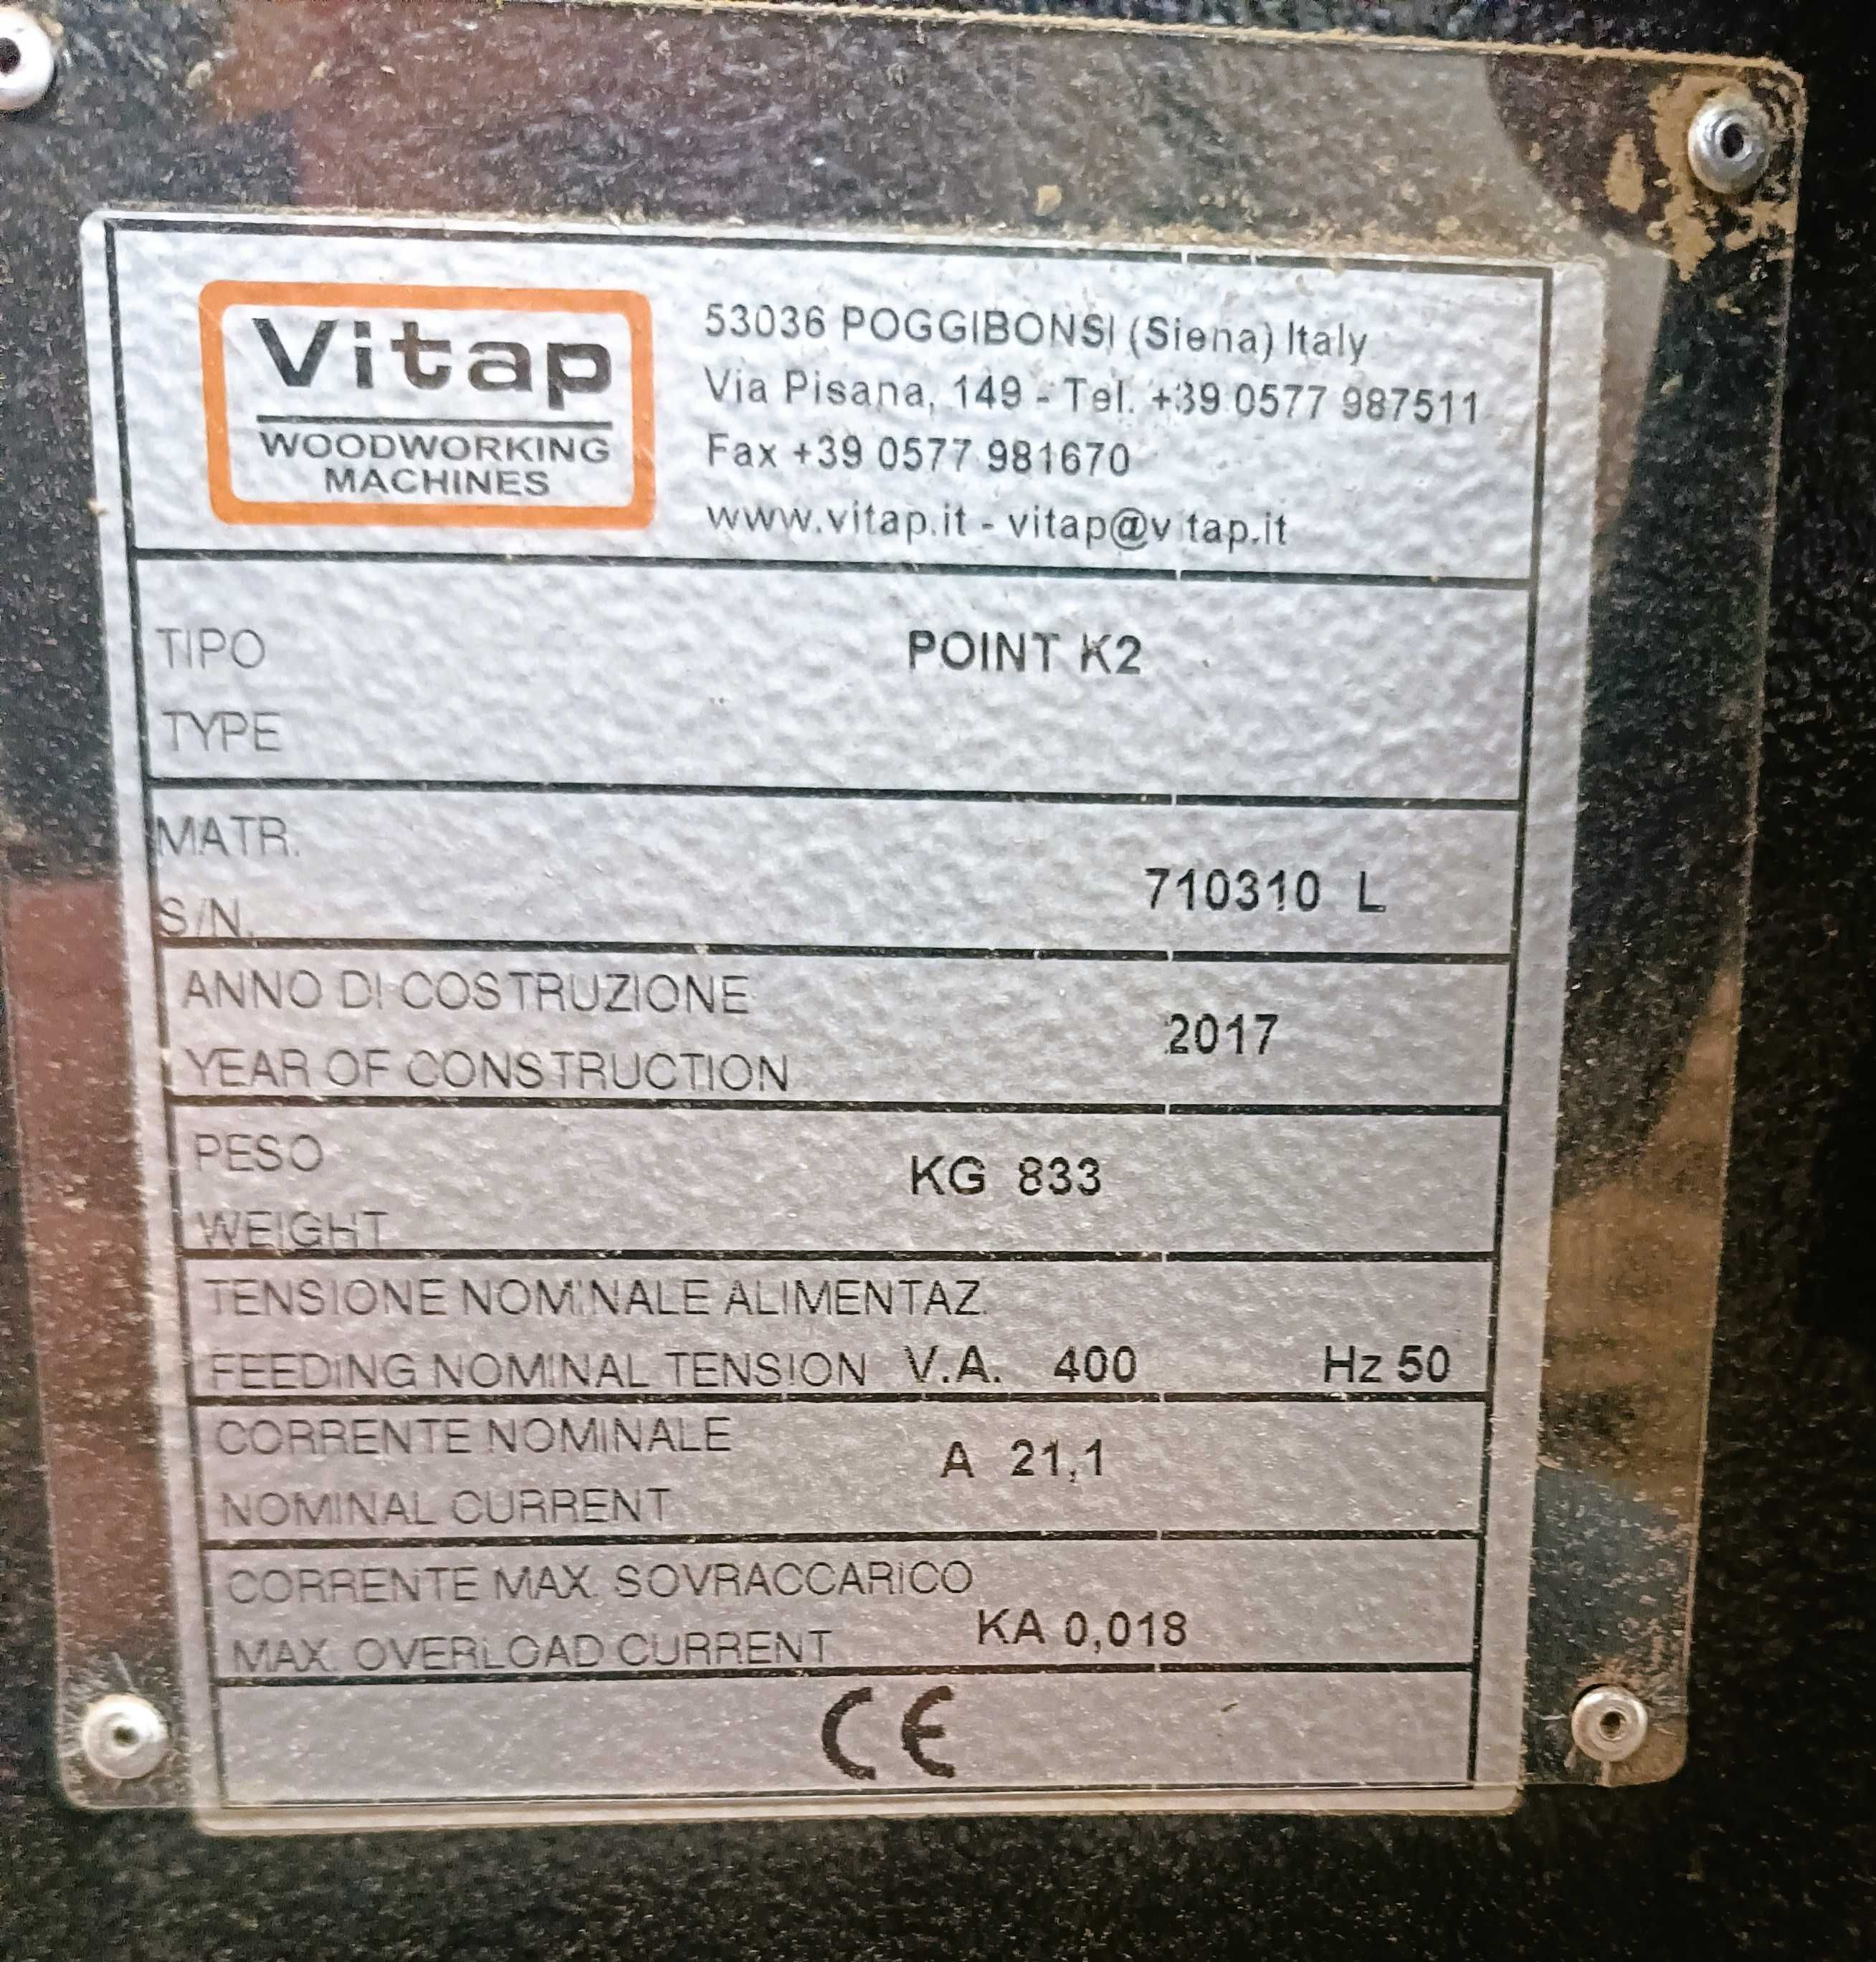 Vitap
WOODWORKING
MACHINES
53036 POGGIBONSI (Siena) Italy
Via Pisana, 149 - Tel. +39 0577 987511
Fax +39 0577 981670
www.vitap.it - vitap@vitap.it
TIPO
TYPE
POINT K2
MATR.
S/N.
710310 L
ANNO DI COSTRUZIONE
YEAR OF CONSTRUCTION
2017
PESO
WEIGHT
KG 833
TENSIONE NOMINALE ALIMENTAZ.
FEEDING NOMINAL TENSION V.A. 400 Hz 50
CORRENTE NOMINALE
NOMINAL CURRENT
A 21,1
CORRENTE MAX. SOVRACCARICO
MAX. OVERLOAD CURRENT
KA 0,018
CE